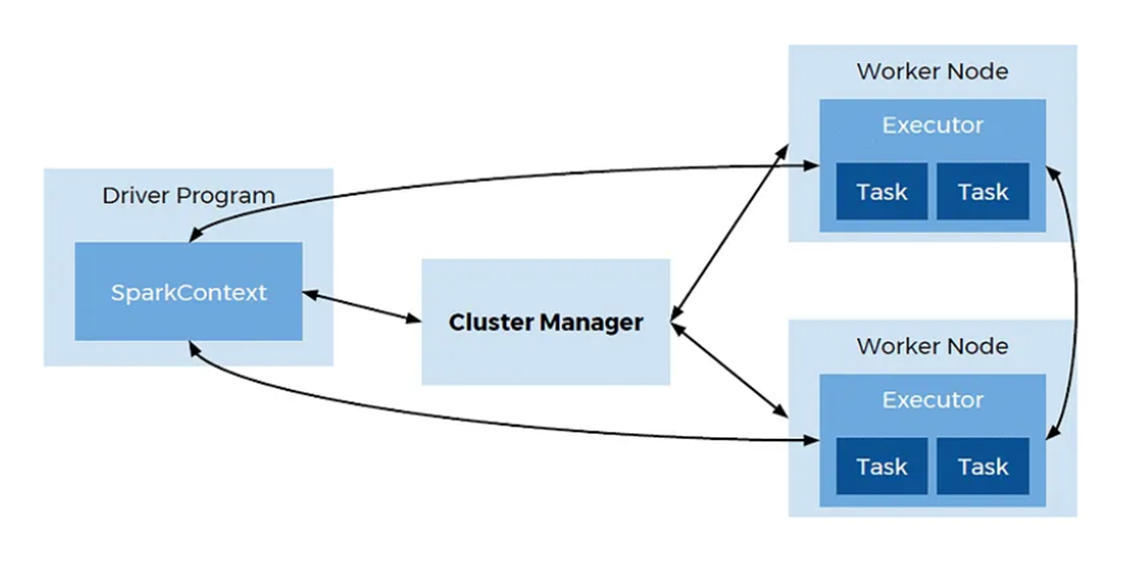 Driver Program
SparkContext
Cluster Manager
Worker Node
Executor
Task Task
Worker Node
Executor
Task Task